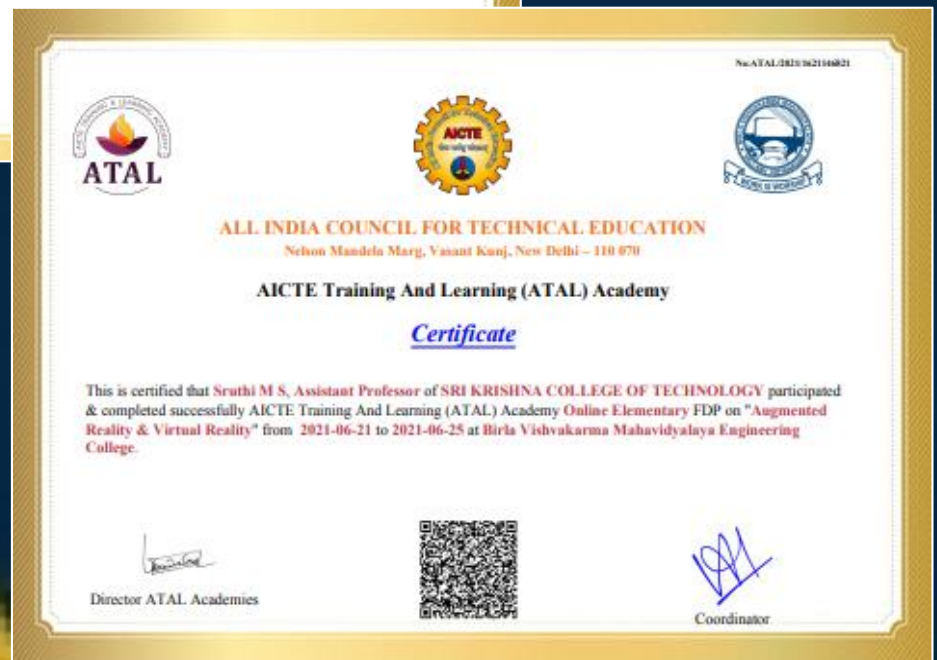 No:ATAL/2021/1621146821
ATAL
AICTE
WORK IS WORSHIP
ALL INDIA COUNCIL FOR TECHNICAL EDUCATION
Nelson Mandela Marg, Vasant Kunj, New Delhi – 110 070
AICTE Training And Learning (ATAL) Academy
Certificate
This is certified that Sruthi M S, Assistant Professor of SRI KRISHNA COLLEGE OF TECHNOLOGY participated
& completed successfully AICTE Training And Learning (ATAL) Academy Online Elementary FDP on "Augmented
Reality & Virtual Reality" from 2021-06-21 to 2021-06-25 at Birla Vishvakarma Mahavidyalaya Engineering
College.
Director ATAL Academies
Coordinator